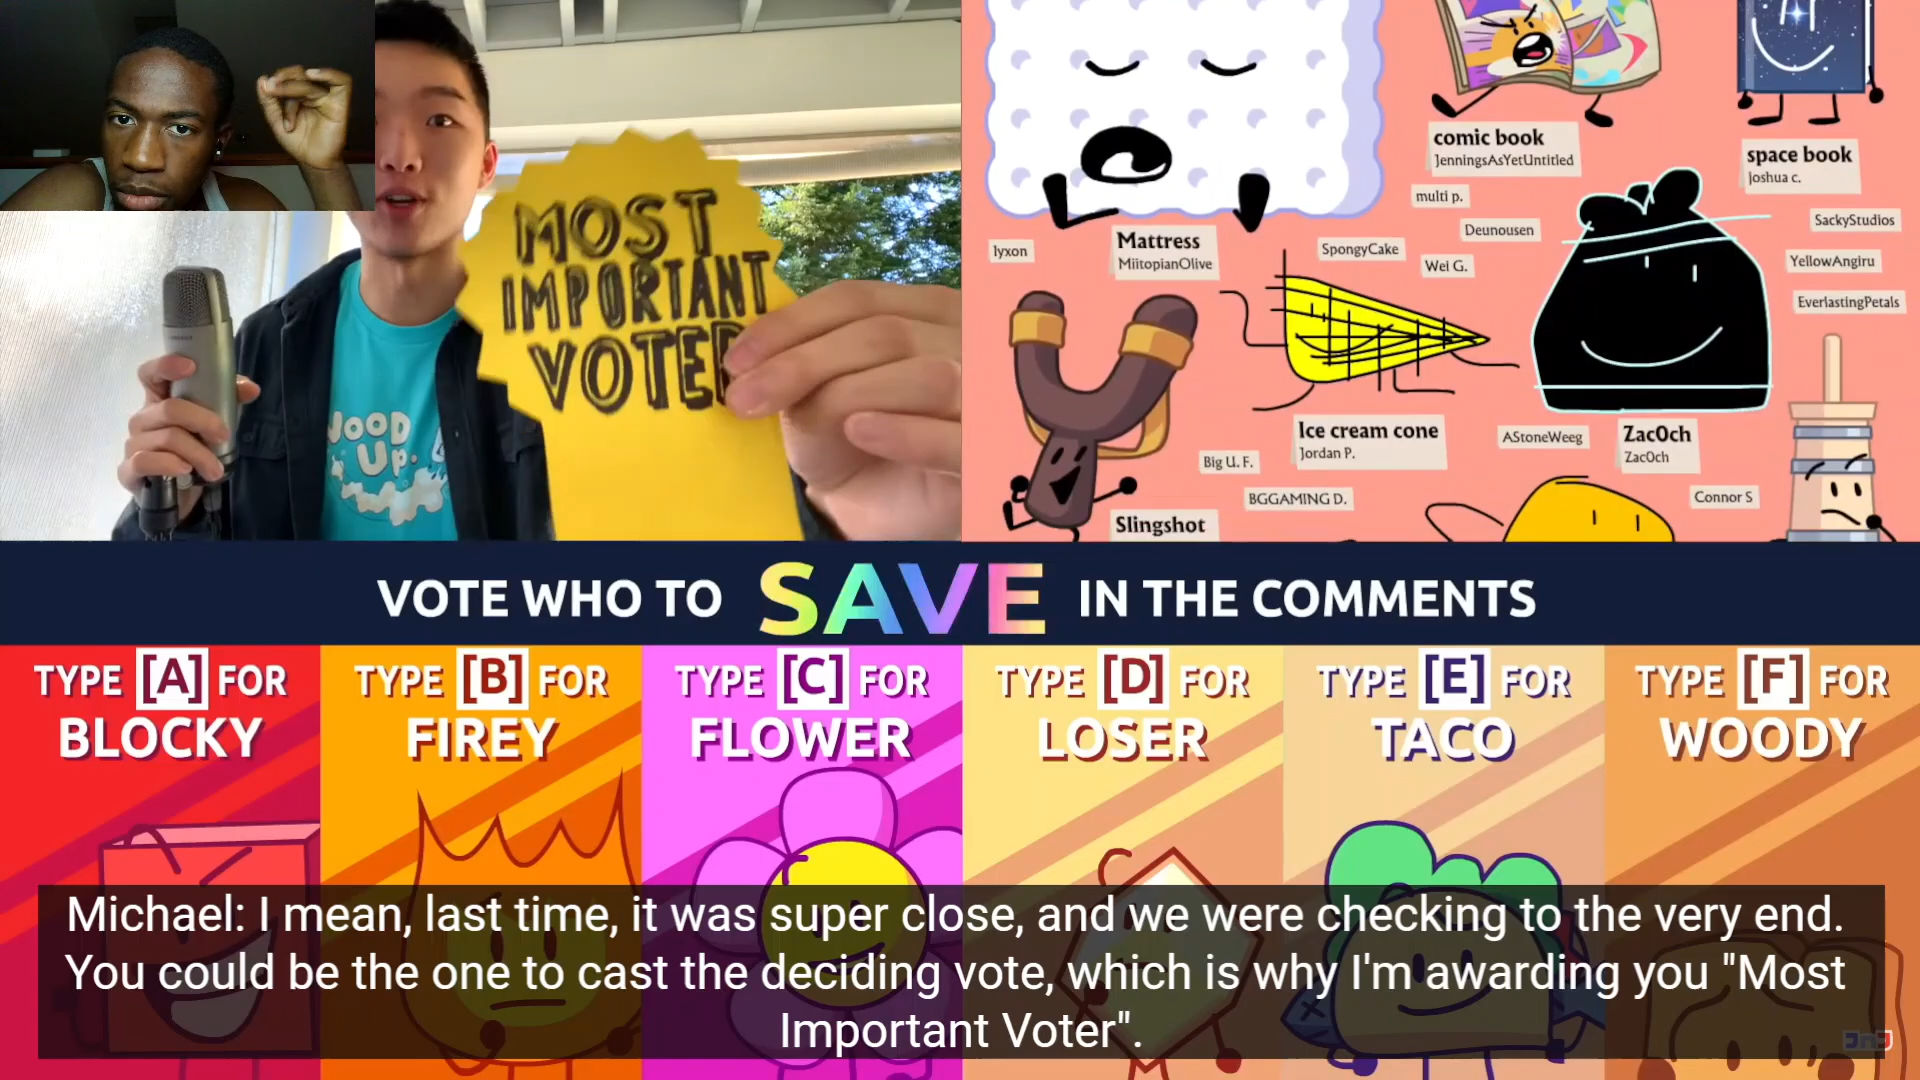 MOST
IMPORTANT
VOTER
WOOD
UP.
comic book
JenningsAsYetUntitled
space book
Joshua c.
multi p.
SackyStudios
Deunousen
lyxon
Mattress
MiitopianOlive
SpongyCake
Wei G.
YellowAngiru
EverlastingPetals
Ice cream cone
Jordan P.
AStoneWeeg
ZacOch
ZacOch
Big U. F.
BGGAMING D.
Connor S
Slingshot
VOTE WHO TO SAVE IN THE COMMENTS
TYPE [A] FOR
BLOCKY
TYPE [B] FOR
FIREY
TYPE [C] FOR
FLOWER
TYPE [D] FOR
LOSER
TYPE [E] FOR
TACO
TYPE [F] FOR
WOODY
Michael: I mean, last time, it was super close, and we were checking to the very end.
You could be the one to cast the deciding vote, which is why I'm awarding you "Most
Important Voter".